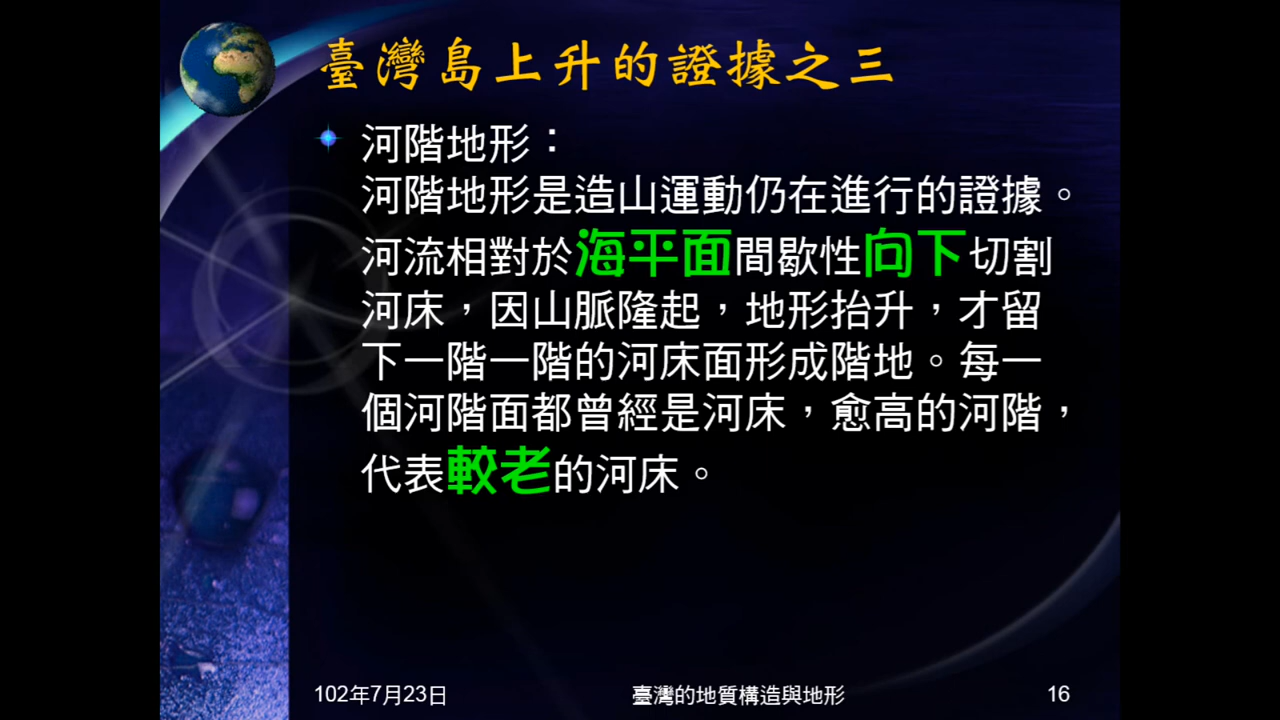 臺灣島上升的證據之三
河階地形：
河階地形是造山運動仍在進行的證據。
河流相對於海平面間歇性向下切割
河床，因山脈隆起，地形抬升，才留
下一階一階的河床面形成階地。每一
個河階面都曾經是河床，愈高的河階，
代表較老的河床。
102年7月23日
臺灣的地質構造與地形
16